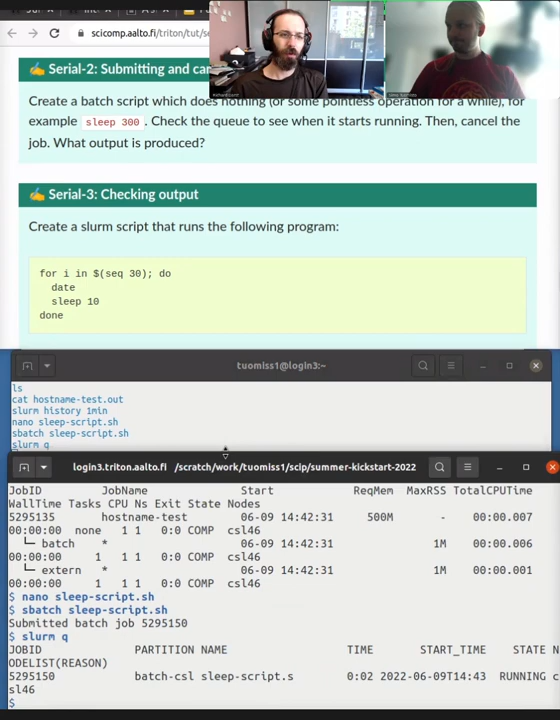 scicomp.aalto.fi/triton/tut/se
Serial-2: Submitting and can
Create a batch script which does nothing (or some pointless operation for a while), for
example sleep 300 . Check the queue to see when it starts running. Then, cancel the
job. What output is produced?
Serial-3: Checking output
Create a slurm script that runs the following program:
for i in $(seq 30); do
date
sleep 10
done
tuomiss1@login3:~
ls
cat hostname-test.out
slurm history 1min
nano sleep-script.sh
sbatch sleep-script.sh
slurm q
login3.triton.aalto.fi /scratch/work/tuomiss1/scip/summer-kickstart-2022
JobID JobName Start ReqMem MaxRSS TotalCPUTime
WallTime Tasks CPU Ns Exit State Nodes
5295135 hostname-test 06-09 14:42:31 500M - 00:00.007
00:00:00 none 1 1 0:0 COMP csl46
└─ batch * 06-09 14:42:31 1M 00:00.006
00:00:00 1 1 1 0:0 COMP csl46
└─ extern * 06-09 14:42:31 1M 00:00.001
00:00:00 1 1 1 0:0 COMP csl46
$ nano sleep-script.sh
$ sbatch sleep-script.sh
Submitted batch job 5295150
$ slurm q
JOBID PARTITION NAME TIME START_TIME STATE N
ODELIST(REASON)
5295150 batch-csl sleep-script.s 0:02 2022-06-09T14:43 RUNNING c
sl46